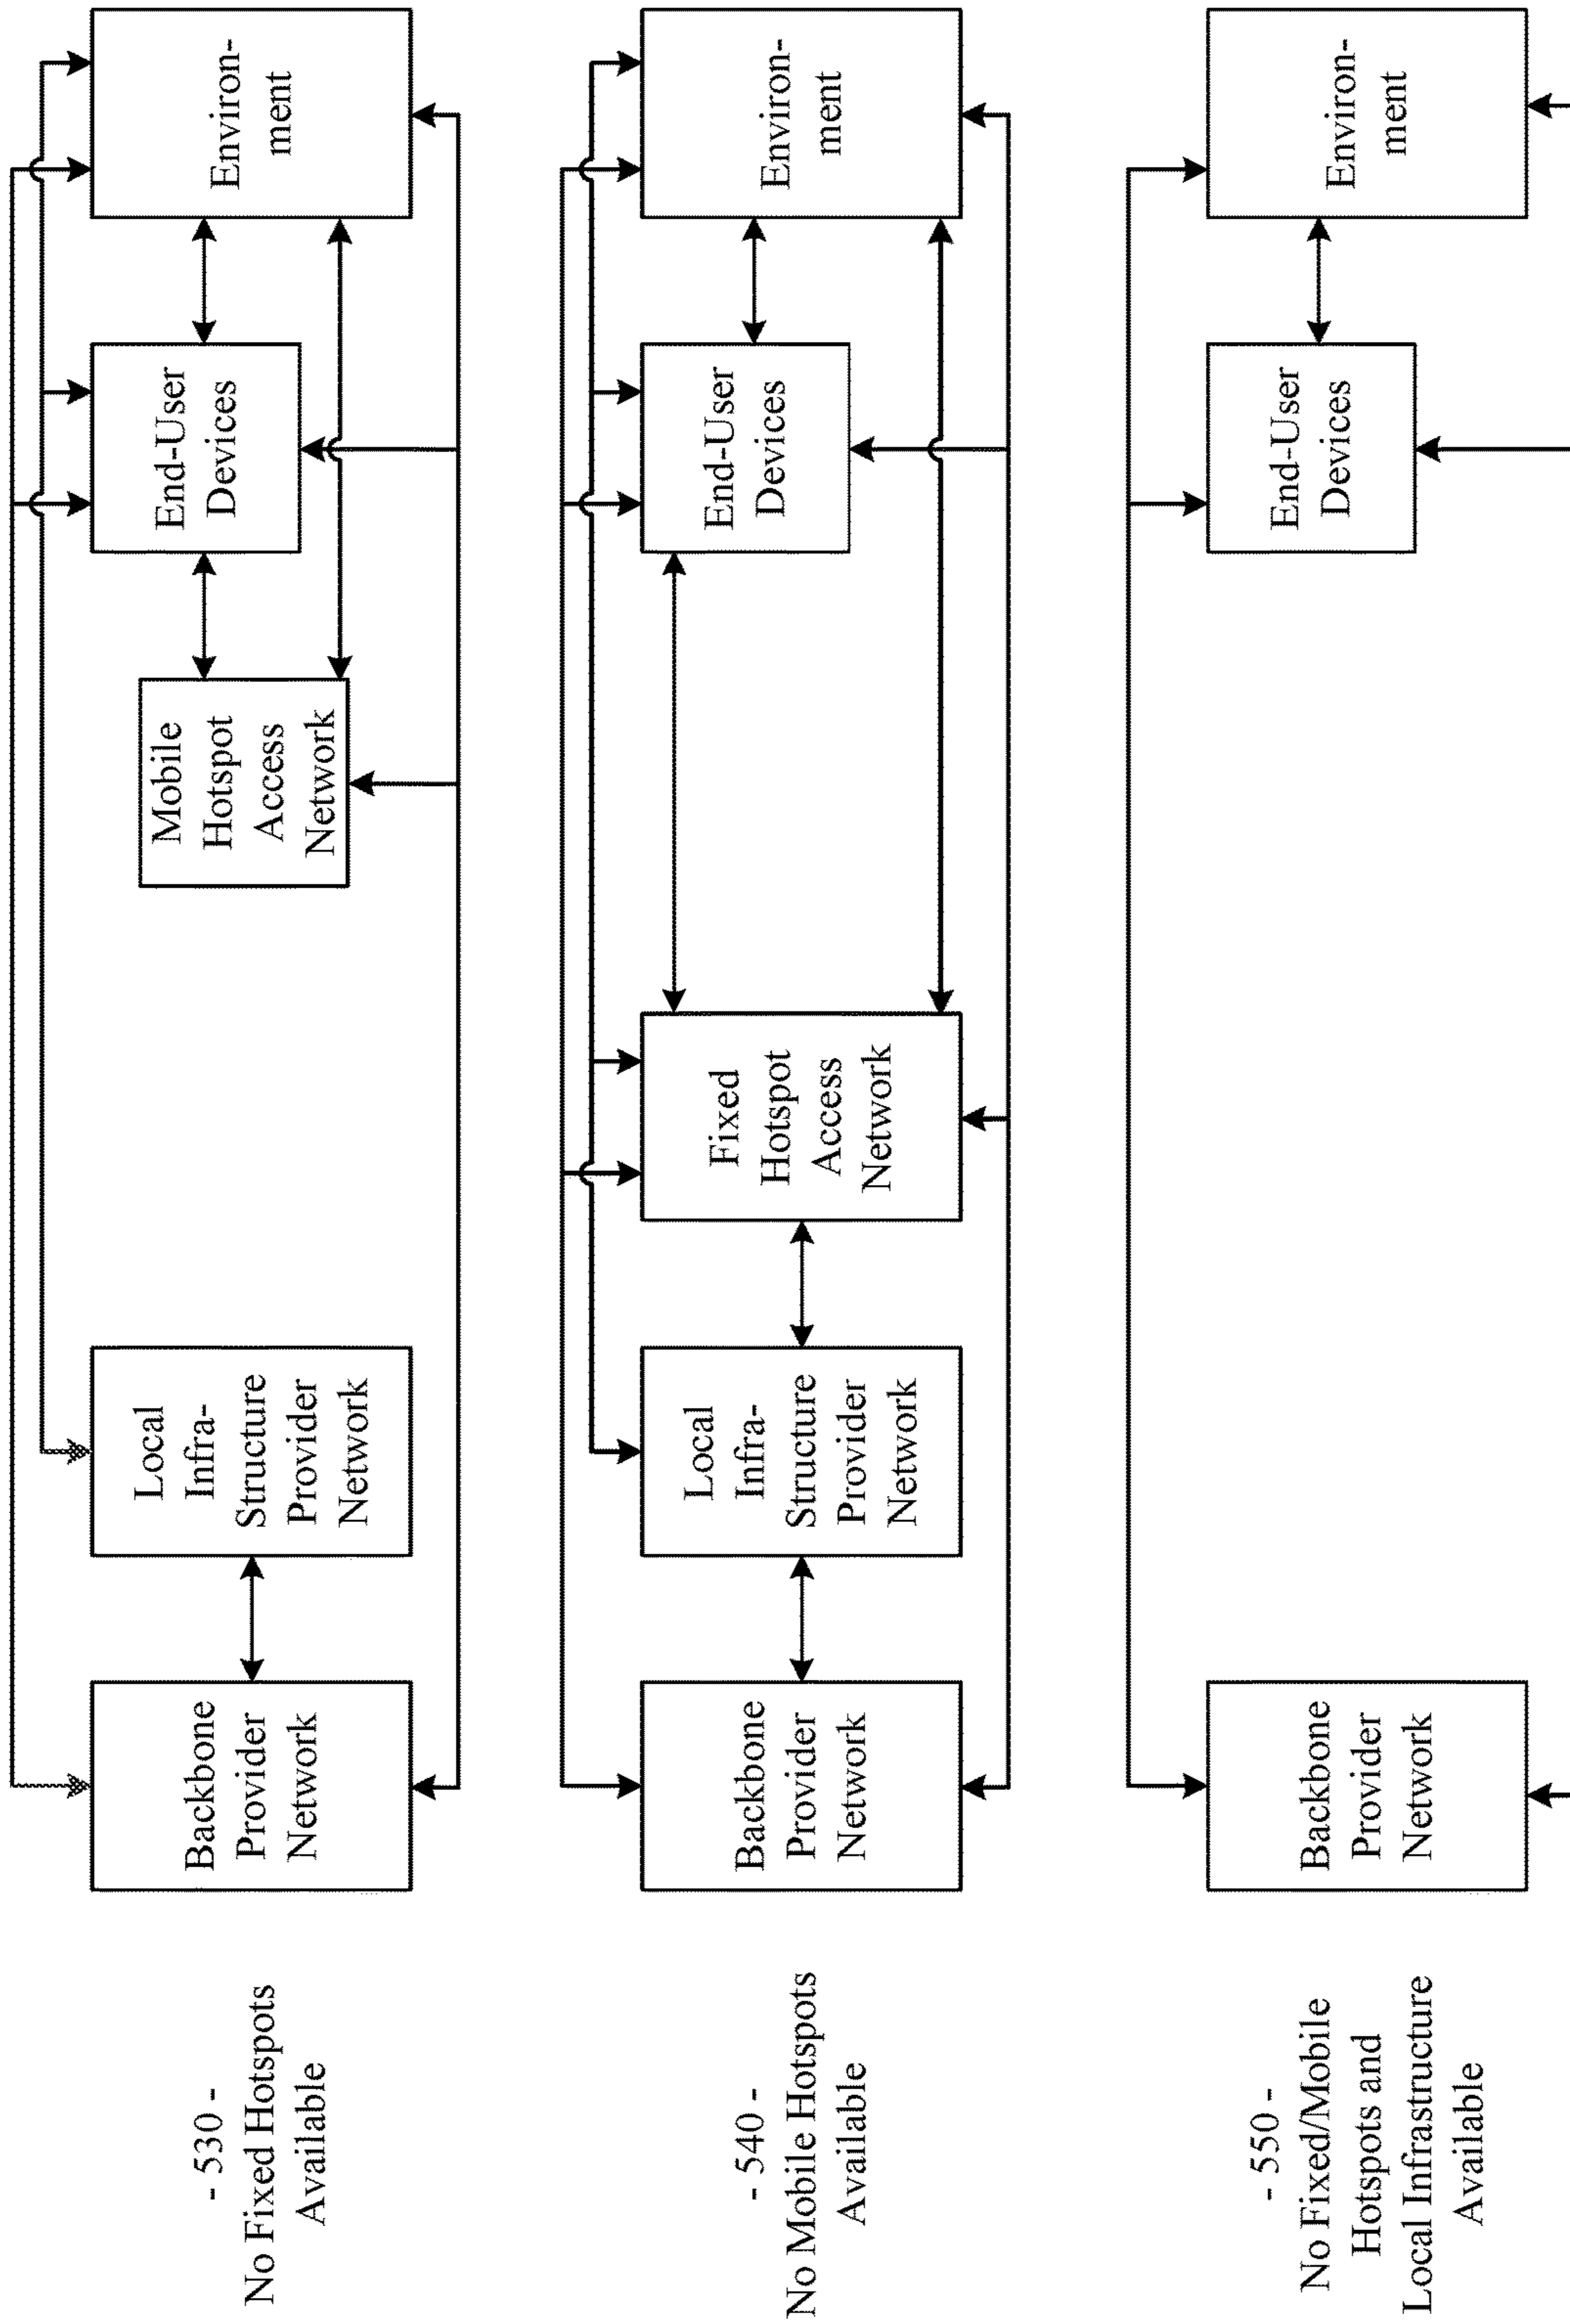 - 530 -
No Fixed Hotspots
Available
Backbone
Provider
Network
Local
Infra-
Structure
Provider
Network
Mobile
Hotspot
Access
Network
End-User
Devices
Environ-
ment
- 540 -
No Mobile Hotspots
Available
Backbone
Provider
Network
Local
Infra-
Structure
Provider
Network
Fixed
Hotspot
Access
Network
End-User
Devices
Environ-
ment
- 550 -
No Fixed/Mobile
Hotspots and
Local Infrastructure
Available
Backbone
Provider
Network
End-User
Devices
Environ-
ment